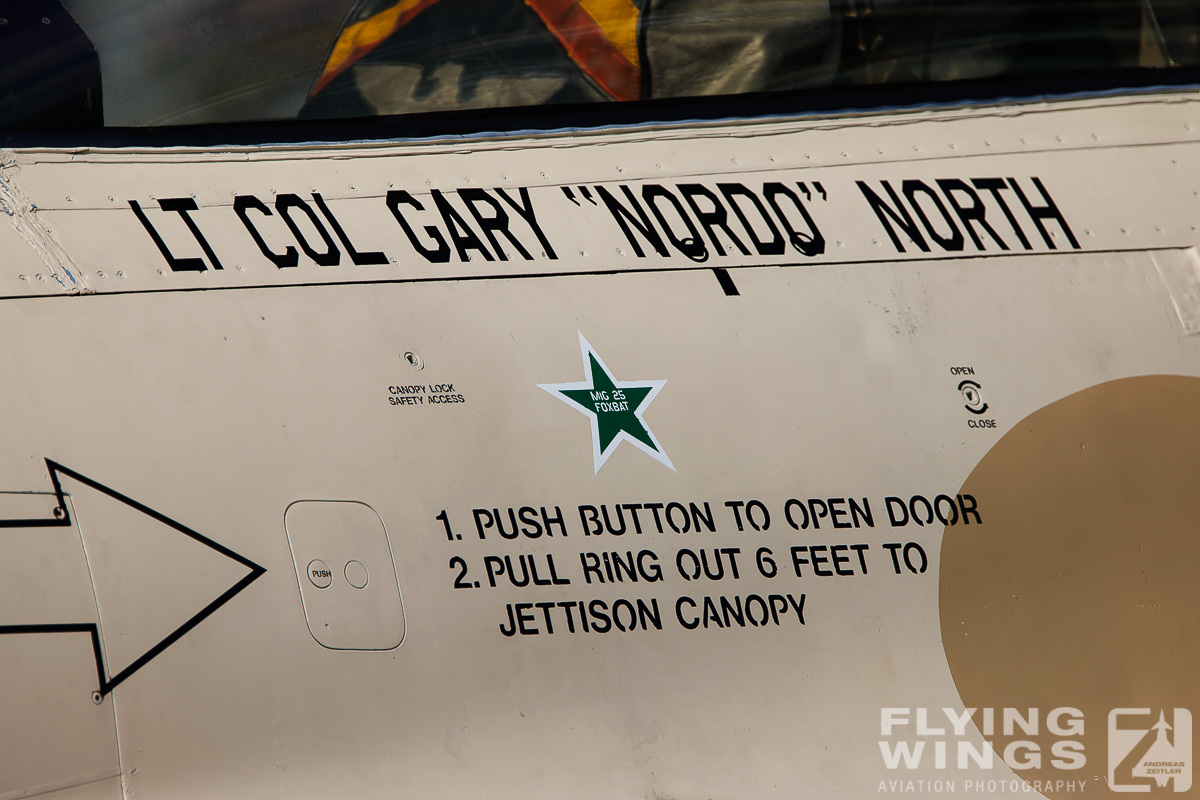 LT COL GARY "NORDO" NORTH
CANOPY LOCK
SAFETY ACCESS
MIG 25
FOXBAT
OPEN
CLOSE
PUSH
1. PUSH BUTTON TO OPEN DOOR
2. PULL RING OUT 6 FEET TO
JETTISON CANOPY
FLYING
WINGS
AVIATION PHOTOGRAPHY
ANDREAS
ZEITLER